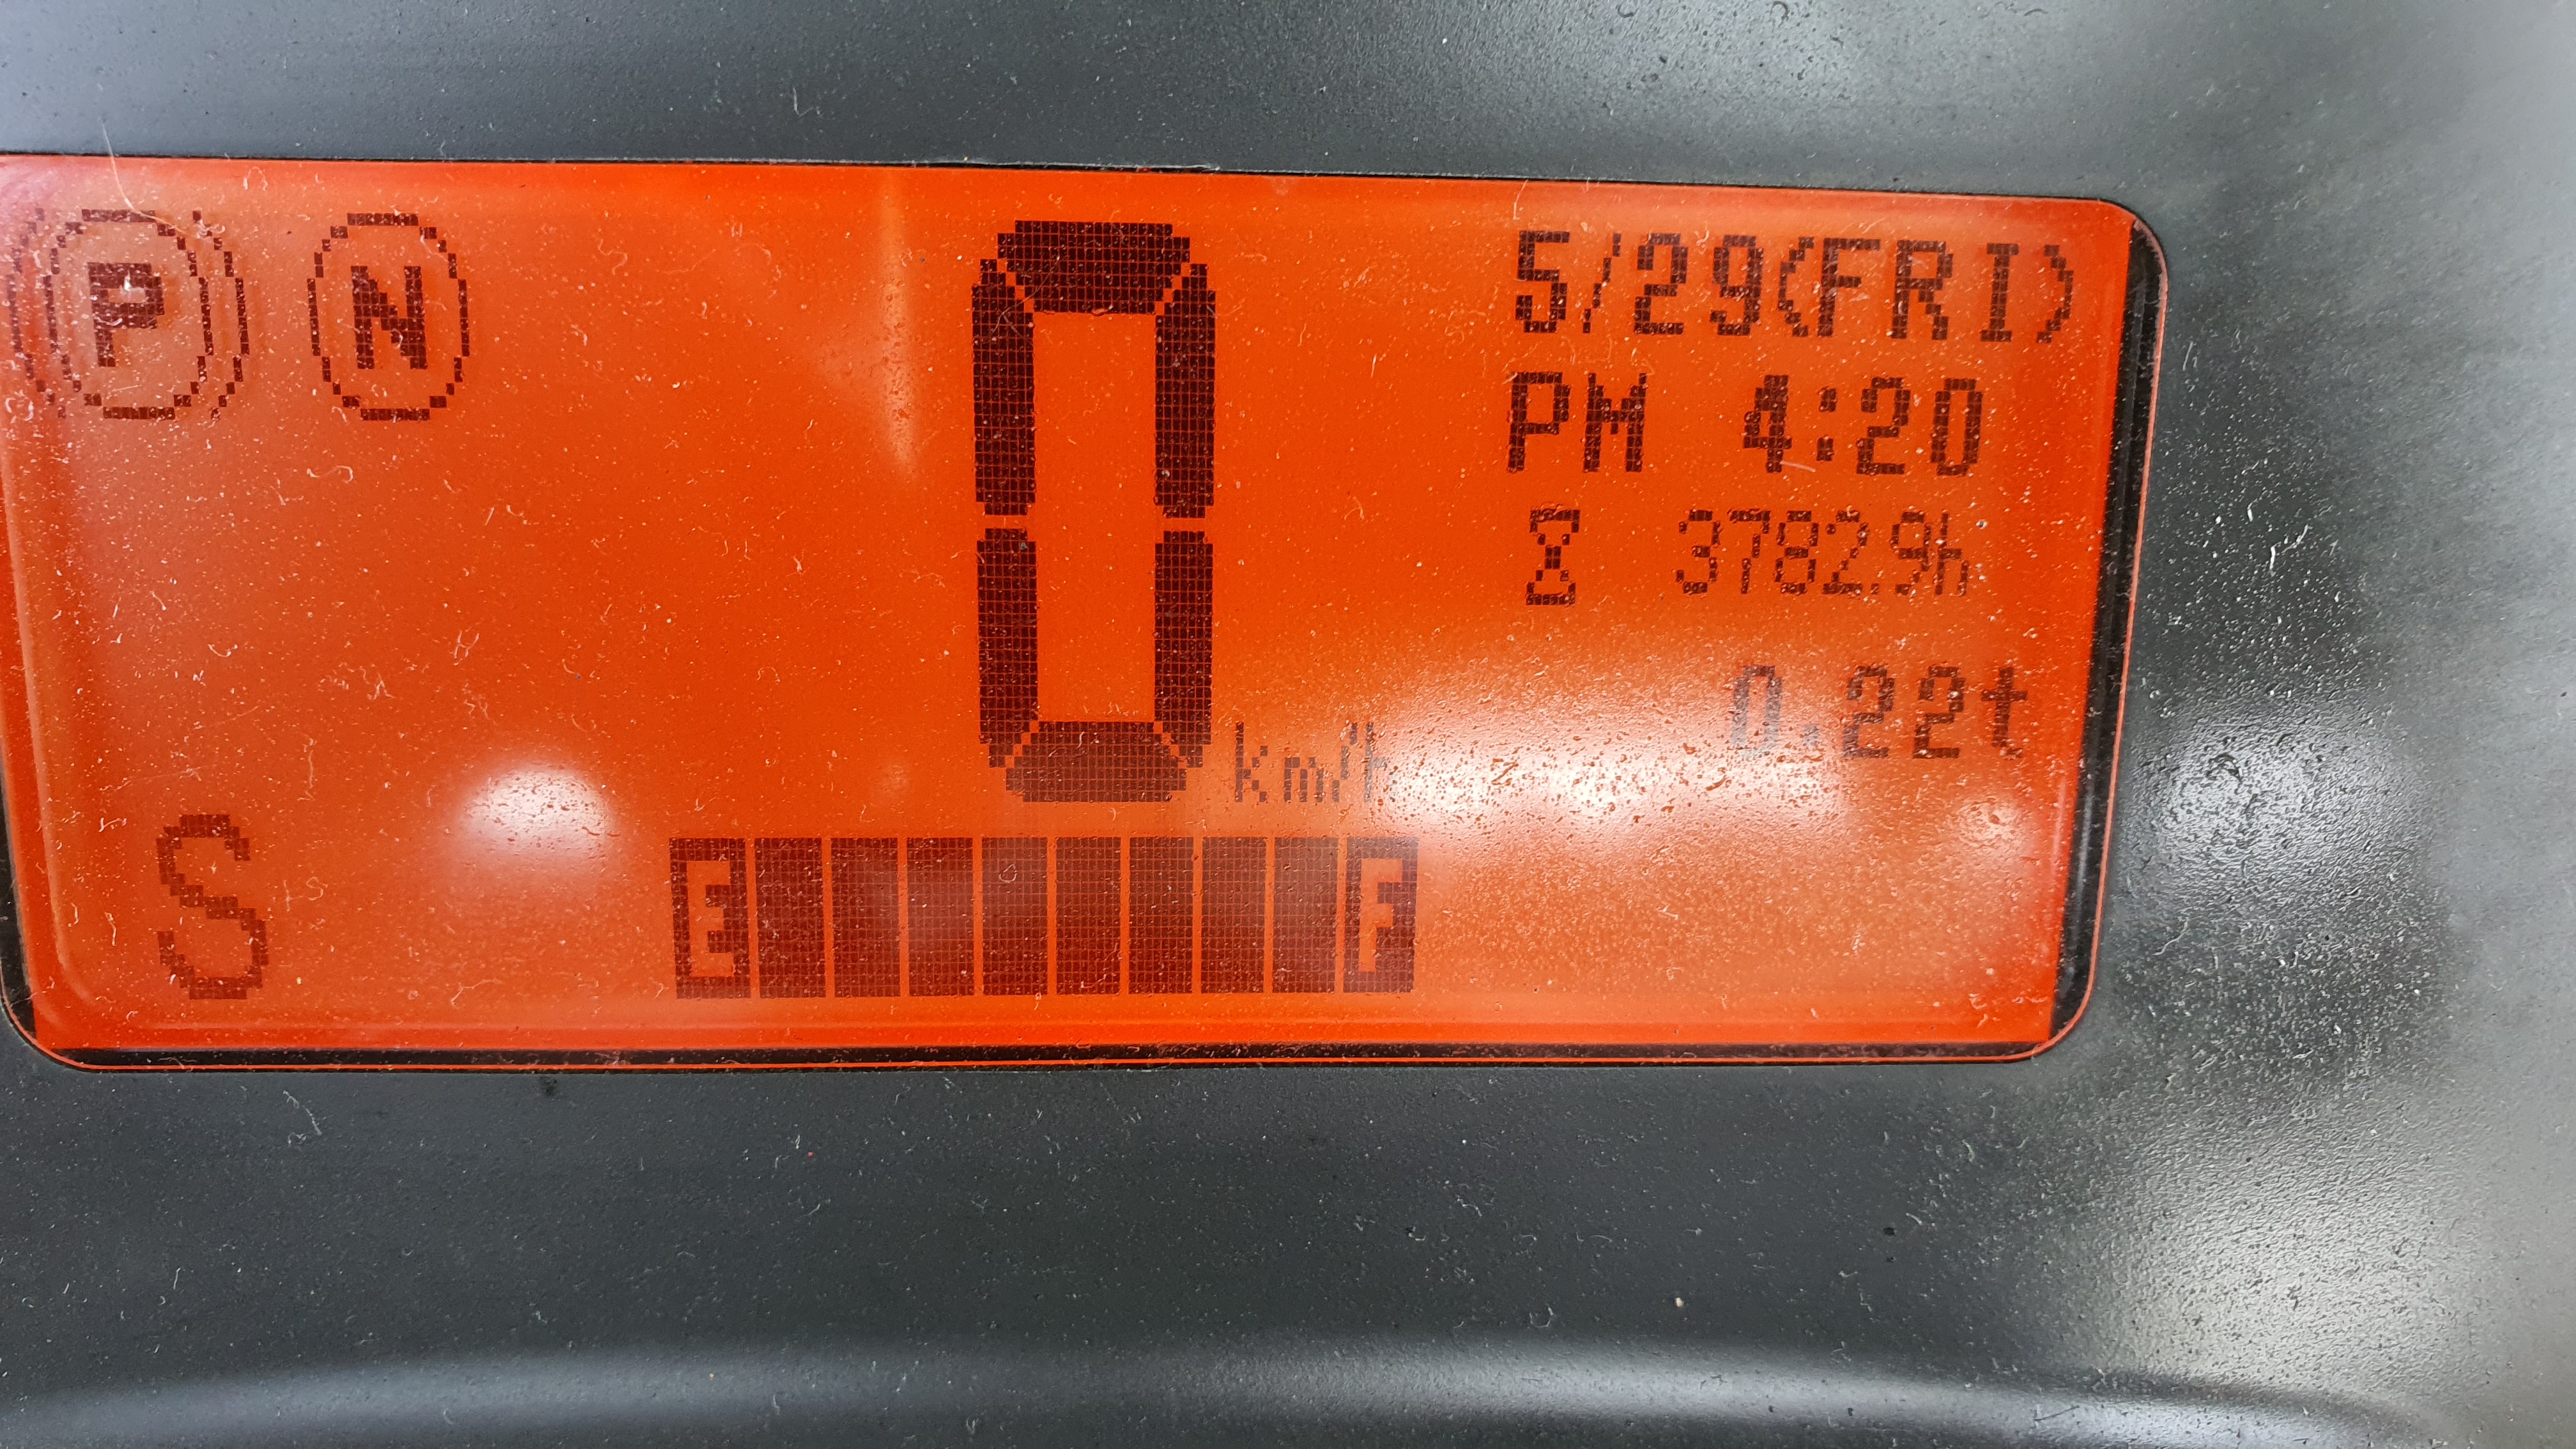 P N
5/29(FRI)
PM 4:20
3782.9h
0
km/h
0.22t
S
E F